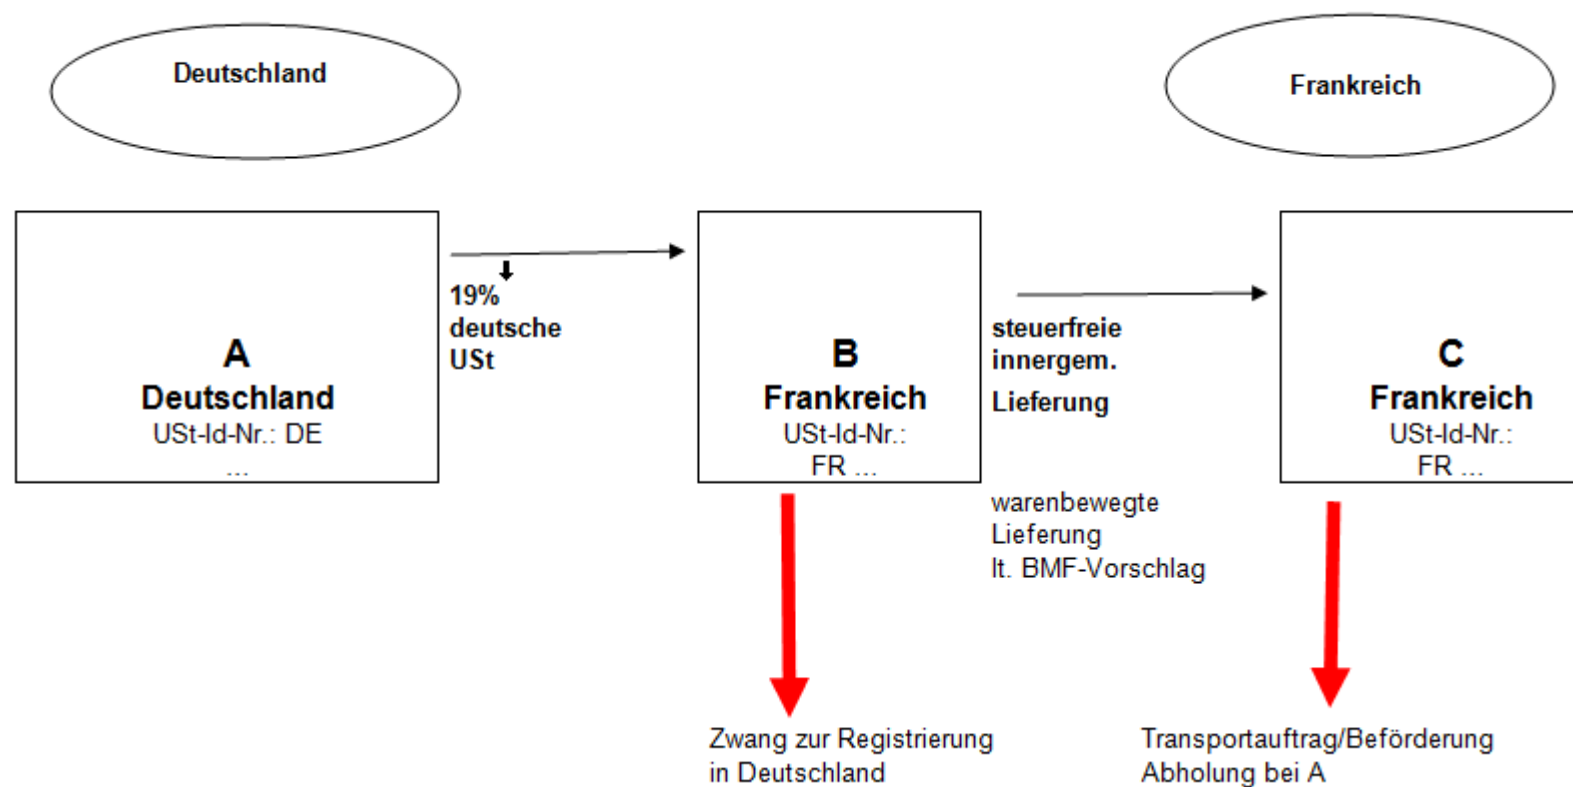 Deutschland
Frankreich
A
Deutschland
USt-Id-Nr.: DE
...
19%
deutsche
USt
B
Frankreich
USt-Id-Nr.:
FR ...
steuerfreie
innergem.
Lieferung
warenbewegte
Lieferung
lt. BMF-Vorschlag
C
Frankreich
USt-Id-Nr.:
FR ...
Zwang zur Registrierung
in Deutschland
Transportauftrag/Beförderung
Abholung bei A